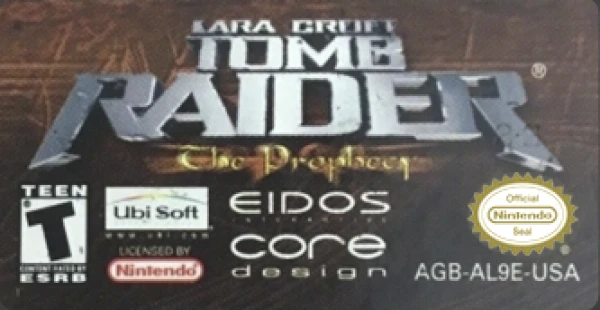 LARA CROFT
TOMB
RAIDER®
The Prophecy
TEEN
T
CONTENT RATED BY
ESRB
Ubi Soft
www.ubi.com
LICENSED BY
Nintendo
EIDOS
INTERACTIVE
core
design
Official
Nintendo
Seal
AGB-AL9E-USA